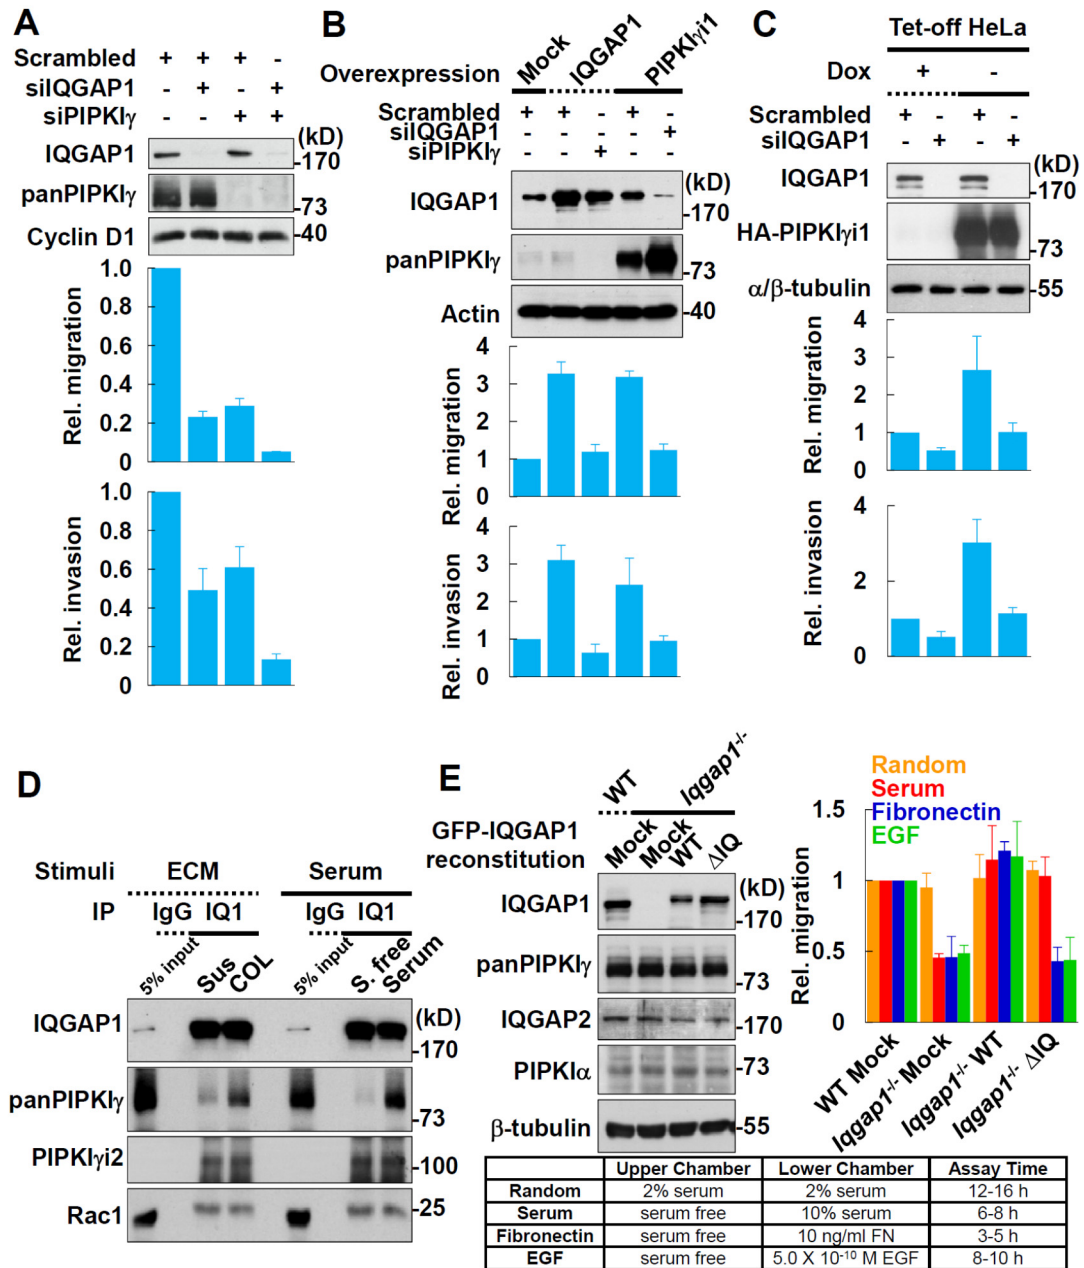 A
Scrambled + + + -
siIQGAP1 - + - +
siPIPKIγ - - + +
(kD)
IQGAP1 -170
panPIPKIγ -73
Cyclin D1 -40
Rel. migration
1.0
0.8
0.6
0.4
0.2
0
Rel. invasion
1.0
0.8
0.6
0.4
0.2
0
B
Overexpression Mock IQGAP1 PIPKIγi1
Scrambled + + - + -
siIQGAP1 - - - - +
siPIPKIγ - - + - -
(kD)
IQGAP1 -170
panPIPKIγ -73
Actin -40
Rel. migration
4
3
2
1
0
Rel. invasion
4
3
2
1
0
C
Tet-off HeLa
Dox + -
Scrambled + - + -
siIQGAP1 - + - +
(kD)
IQGAP1 -170
HA-PIPKIγi1 -73
α/β-tubulin -55
Rel. migration
4
3
2
1
0
Rel. invasion
4
2
0
D
Stimuli ECM Serum
IP IgG IQ1 IgG IQ1
5% input Sus COL 5% input S. free Serum
(kD)
IQGAP1 -170
panPIPKIγ -73
PIPKIγi2 -100
Rac1 -25
E
WT Iqgap1-/-
GFP-IQGAP1
reconstitution Mock Mock WT ΔIQ
(kD)
IQGAP1 -170
panPIPKIγ -73
IQGAP2 -170
PIPKIα -73
β-tubulin -55
Random
Serum
Fibronectin
EGF
Rel. migration
1.5
1
0.5
0
WT Mock Iqgap1-/- Mock Iqgap1-/- WT Iqgap1-/- ΔIQ
Upper Chamber Lower Chamber Assay Time
Random 2% serum 2% serum 12-16 h
Serum serum free 10% serum 6-8 h
Fibronectin serum free 10 ng/ml FN 3-5 h
EGF serum free 5.0 X 10-10 M EGF 8-10 h